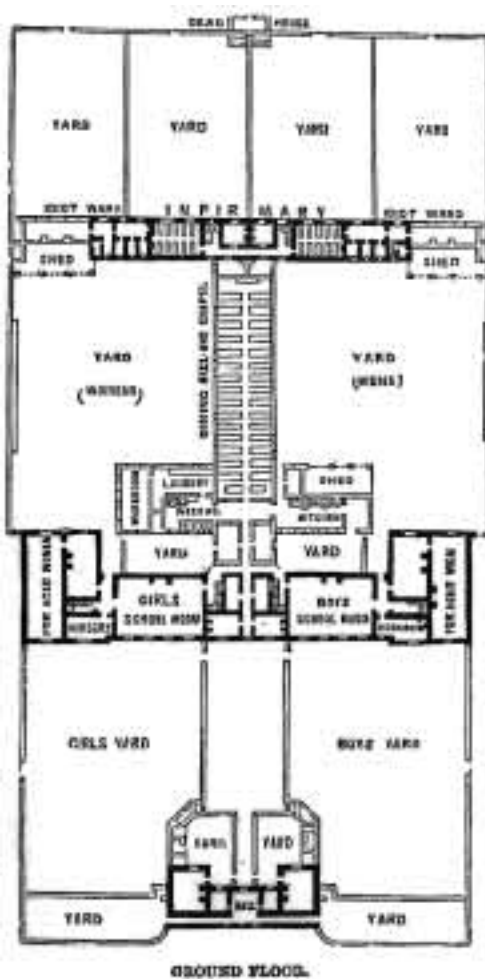 DEAD HOUSE
YARD YARD YARD YARD
IDIOT WARD INFIRMARY IDIOT WARD
SHED SHED
DINING HALL AND CHAPEL
YARD
(WOMENS)
YARD
(MENS)
LAUNDRY
SHED
KITCHEN
YARD YARD
FOR AGED WOMEN
NURSERY
GIRLS
SCHOOL ROOM
BOYS
SCHOOL ROOM
FOR AGED MEN
GIRLS YARD BOYS YARD
YARD YARD
YARD YARD
GROUND FLOOR.